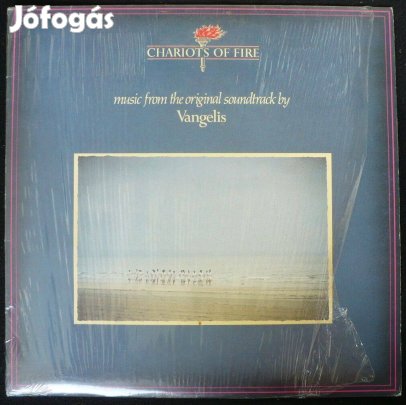 Jófogás
CHARIOTS OF FIRE
music from the original soundtrack by
Vangelis